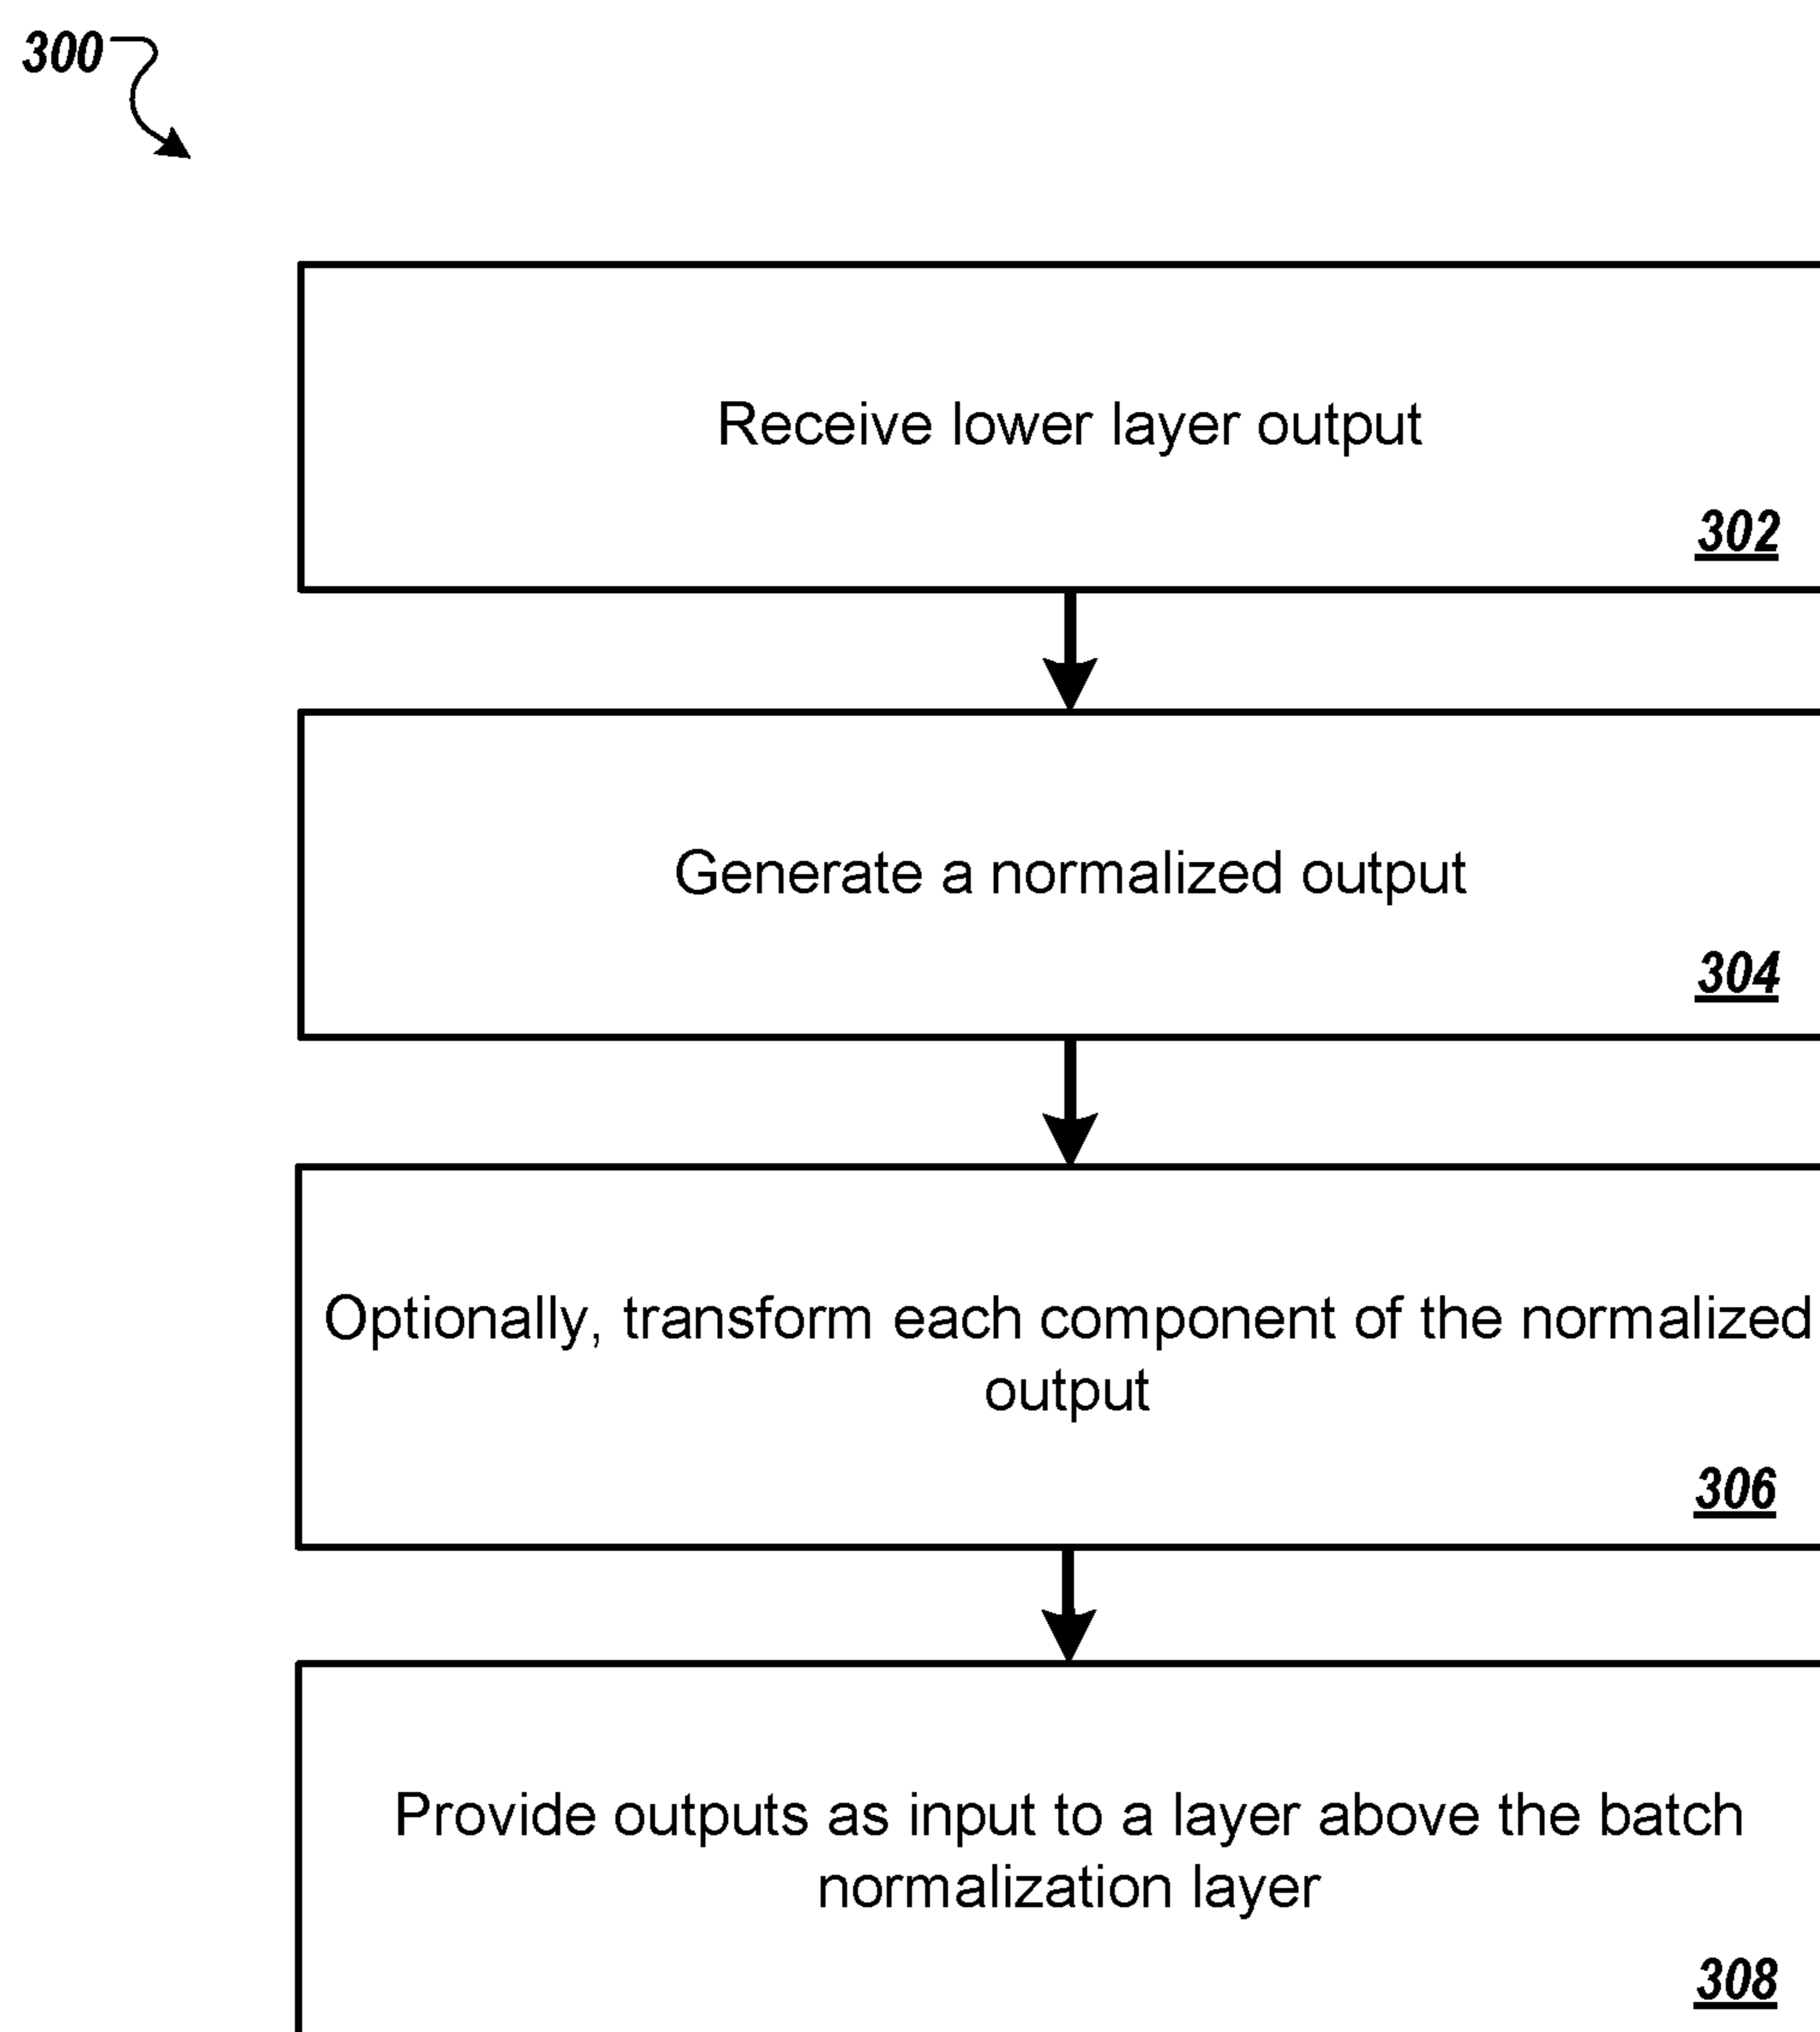 300
Receive lower layer output
302
Generate a normalized output
304
Optionally, transform each component of the normalized
output
306
Provide outputs as input to a layer above the batch
normalization layer
308